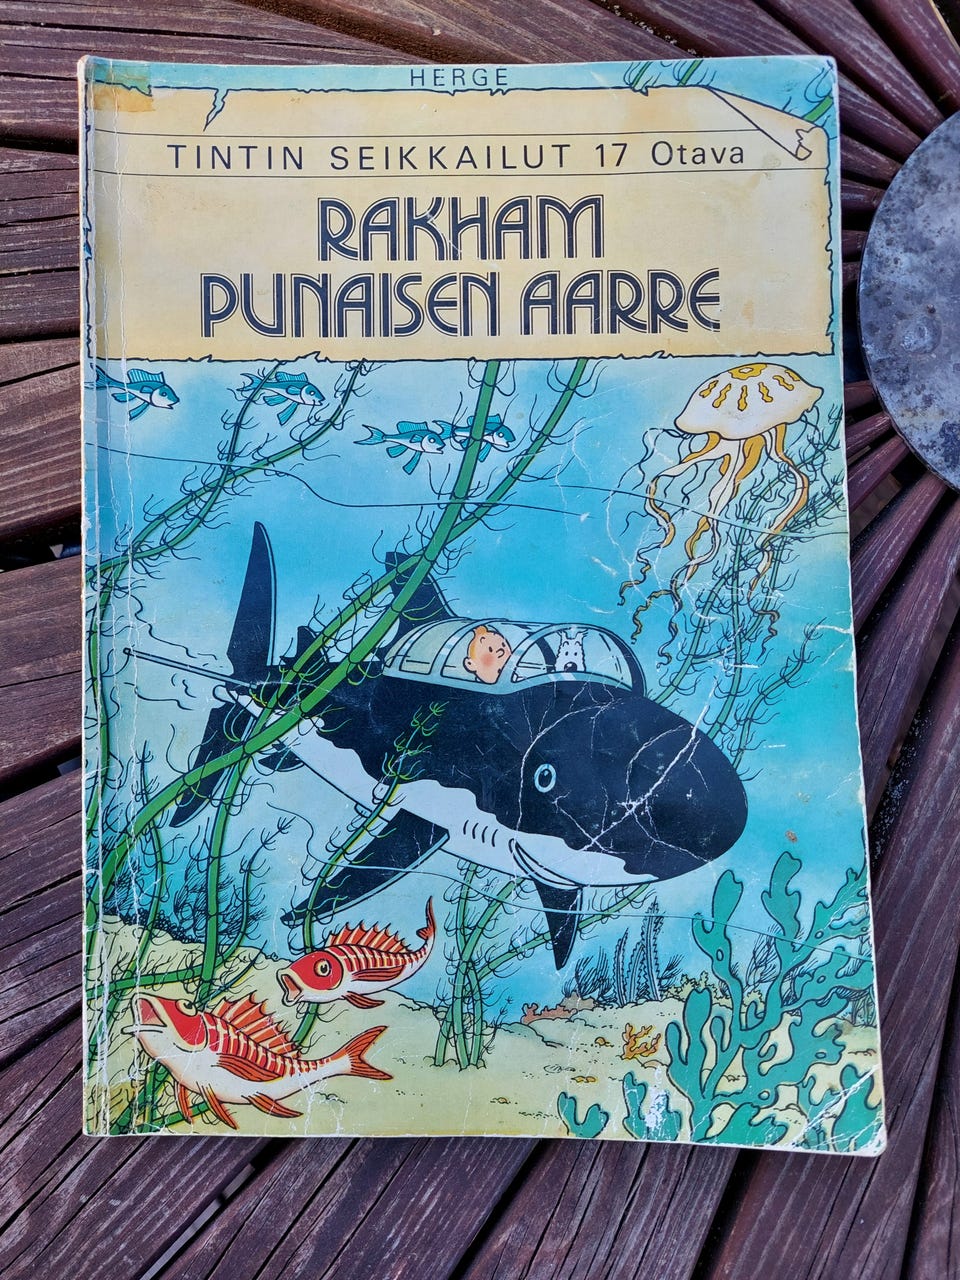 HERGE
TINTIN SEIKKAILUT 17 Otava
RAKHAM
PUNAISEN AARRE